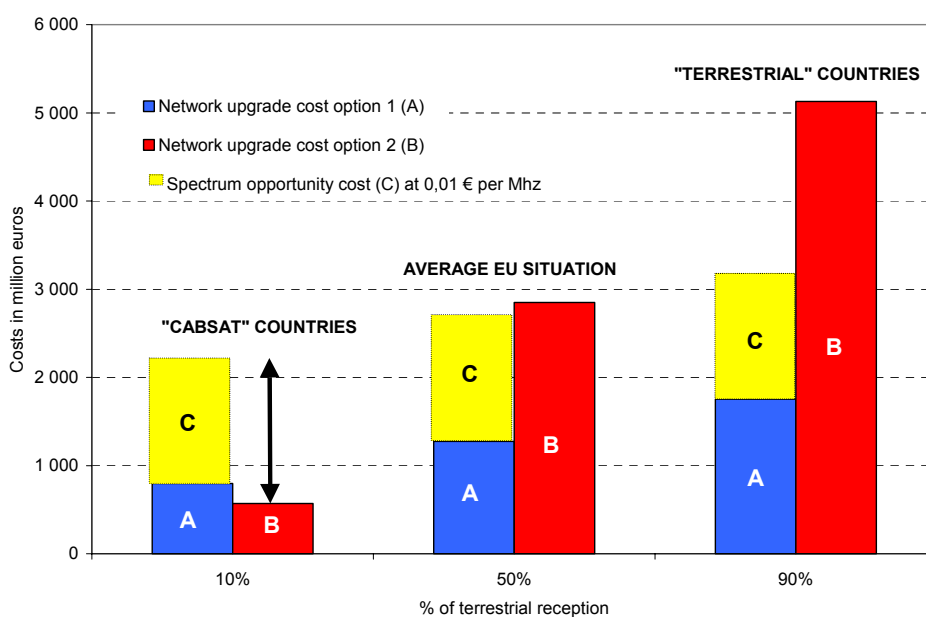 6 000
5 000
4 000
3 000
2 000
1 000
0
Costs in million euros
"TERRESTRIAL" COUNTRIES
Network upgrade cost option 1 (A)
Network upgrade cost option 2 (B)
Spectrum opportunity cost (C) at 0,01 € per Mhz
AVERAGE EU SITUATION
"CABSAT" COUNTRIES
C
A
B
C
A
B
C
A
B
10%
50%
90%
% of terrestrial reception